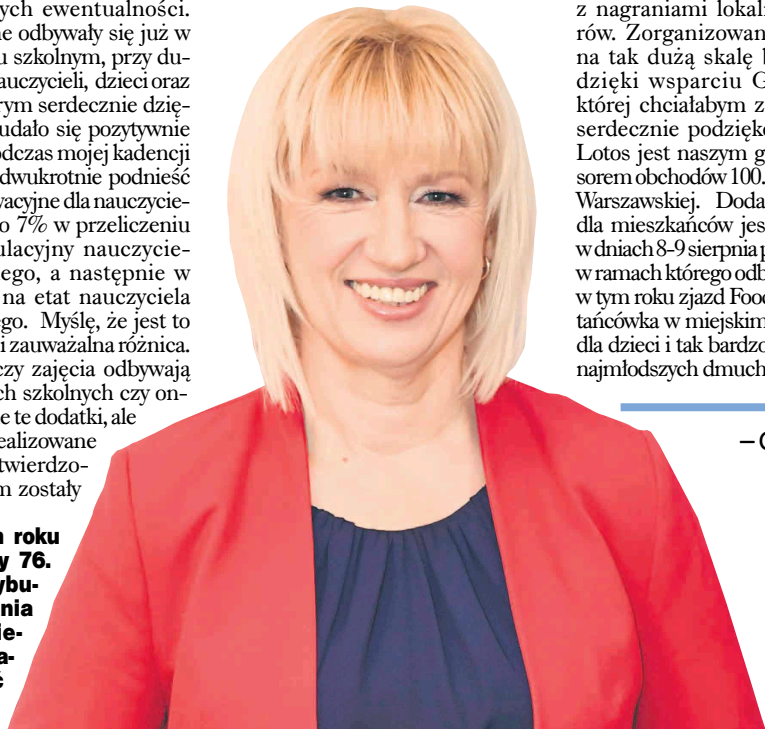 ych ewentualności.
ne odbywały się już w
u szkolnym, przy du-
auczycieli, dzieci oraz
rym serdecznie dzię-
udało się pozytywnie
odczas mojej kadencji
dwukrotnie podnieść
vacyjne dla nauczycie-
o 7% w przeliczeniu
ulacyjny nauczycie-
ego, a następnie w
na etat nauczyciela
go. Myślę, że jest to
i zauważalna różnica.
czy zajęcia odbywają
ch szkolnych czy on-
e te dodatki, ale
ealizowane
twierdzo-
m zostały
m roku
y 76.
ybu-
nia
ie-
a-
ć
z nagraniami lokaln
rów. Zorganizowan
na tak dużą skalę b
dzięki wsparciu G
której chciałabym z
serdecznie podzięko
Lotos jest naszym g
sorem obchodów 100.
Warszawskiej. Doda
dla mieszkańców jes
w dniach 8-9 sierpnia p
w ramach którego odb
w tym roku zjazd Food
tańcówka w miejskim
dla dzieci i tak bardzo
najmłodszych dmuch